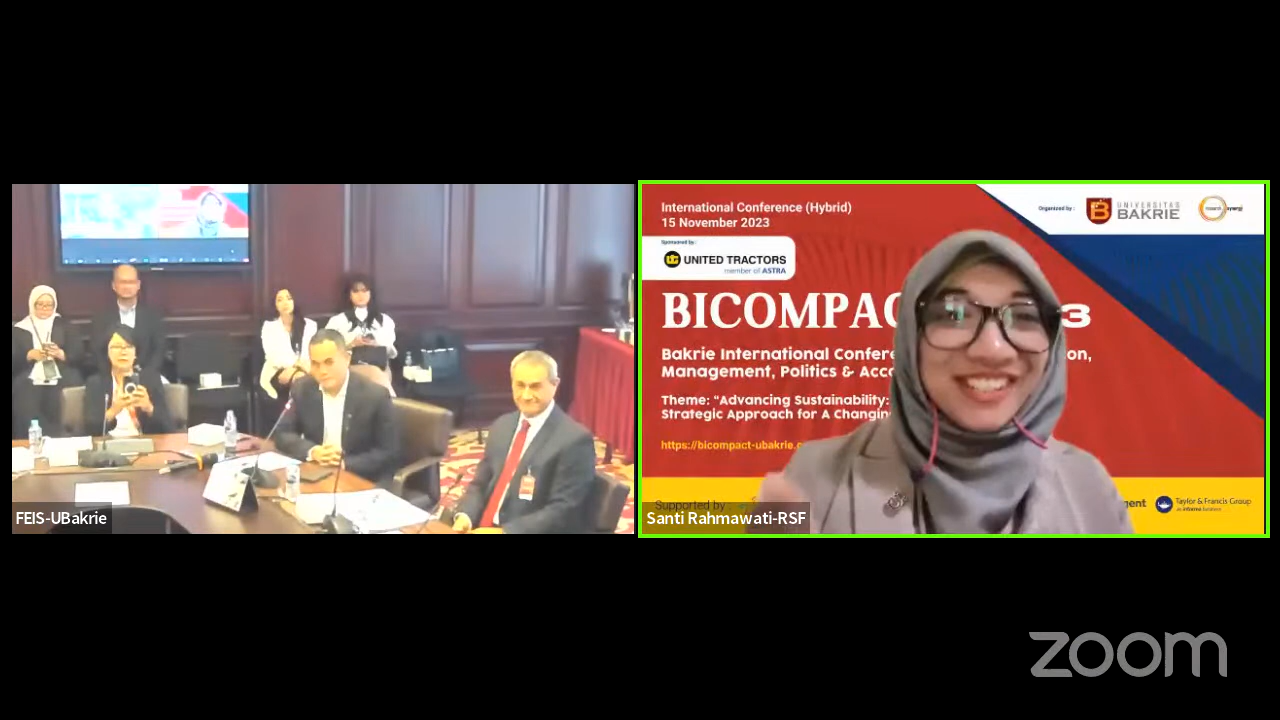 FEIS-UBakrie
International Conference (Hybrid)
15 November 2023
Organized by :
UNIVERSITAS
BAKRIE
Sponsored by :
UNITED TRACTORS
member of ASTRA
BICOMPAC 3
Bakrie International Confere on,
Management, Politics & Acco
Theme: "Advancing Sustainability:
Strategic Approach for A Changin
https://bicompact-ubakrie.
Supported by :
Taylor & Francis Group
Santi Rahmawati-RSF
zoom